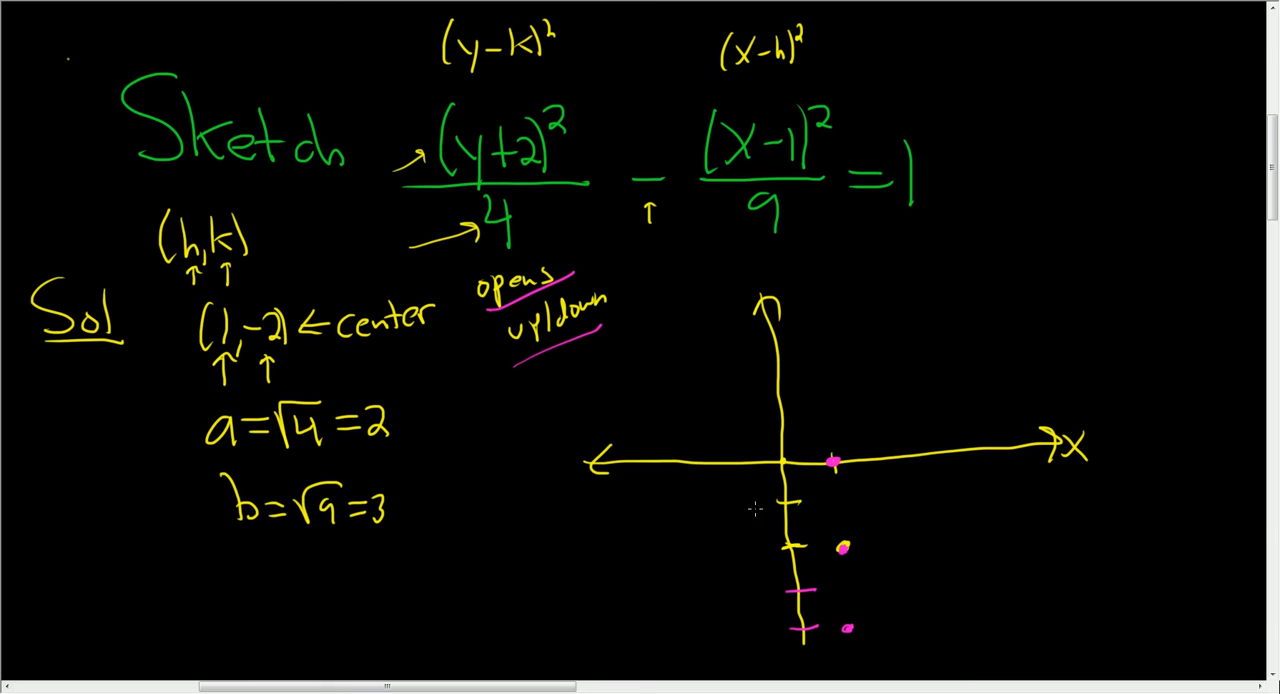 (y-k)² (x-h)²
Sketch (y+2)²/4 - (x-1)²/9 = 1
(h,k)
Sol (1,-2) ← center
opens
up/down
a=√4=2
b=√9=3
X